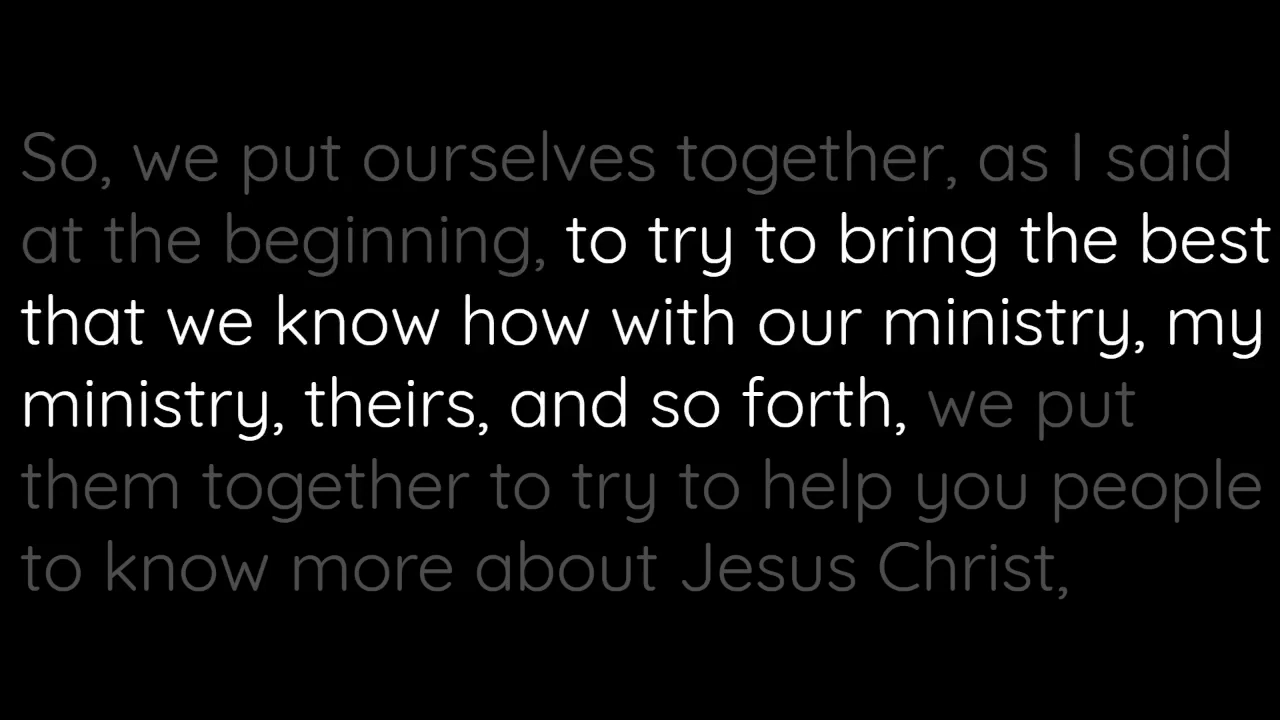 So, we put ourselves together, as I said
at the beginning, to try to bring the best
that we know how with our ministry, my
ministry, theirs, and so forth, we put
them together to try to help you people
to know more about Jesus Christ,